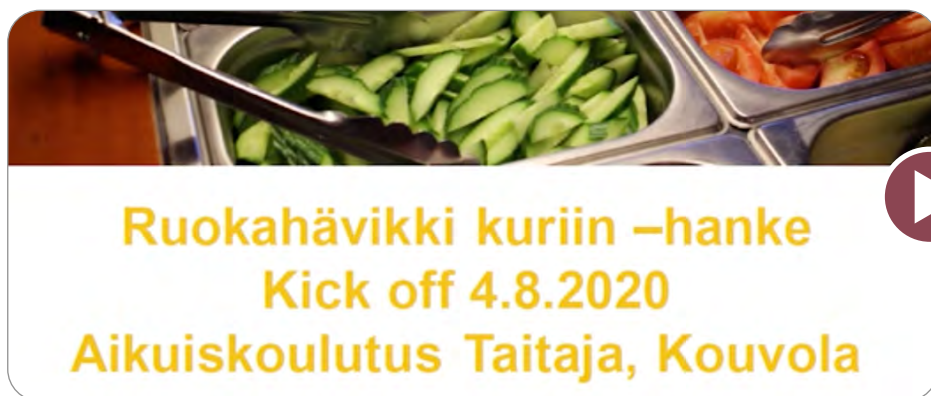 Ruokahävikki kuriin –hanke
Kick off 4.8.2020
Aikuiskoulutus Taitaja, Kouvola